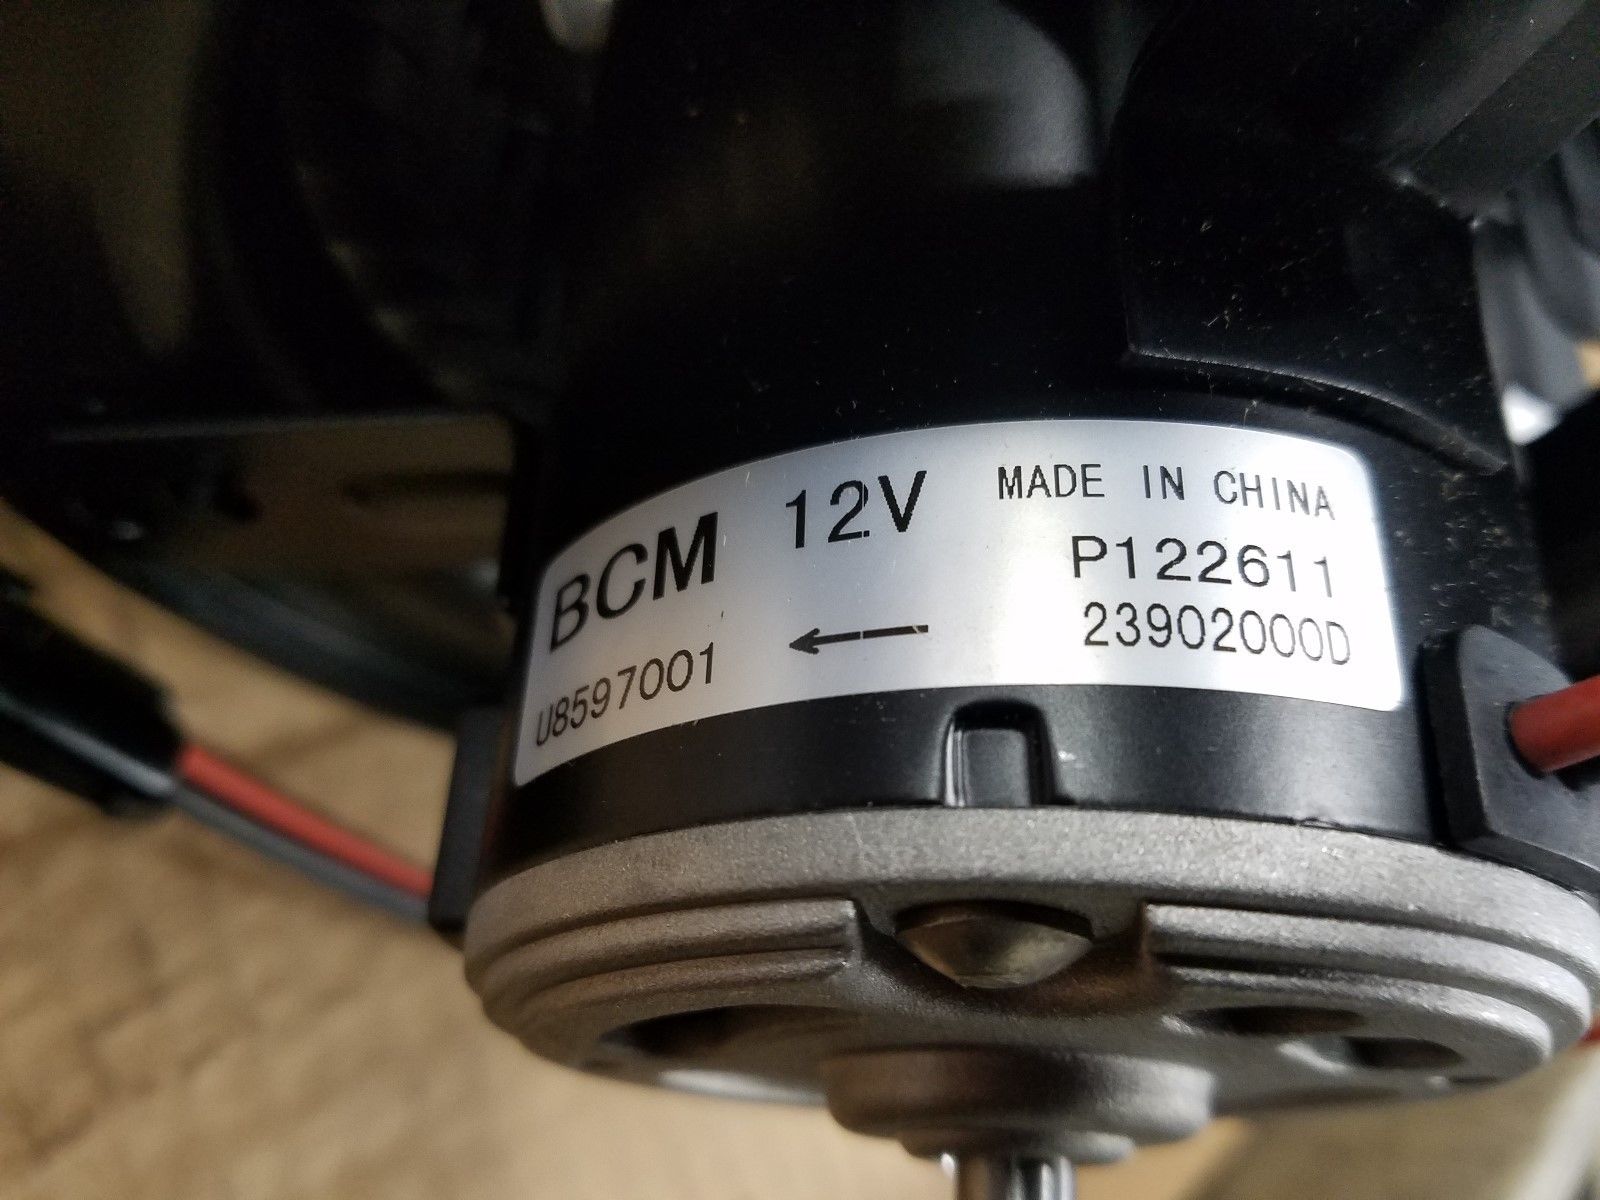 BCM 12V MADE IN CHINA
P122611
U8597001 23902000D